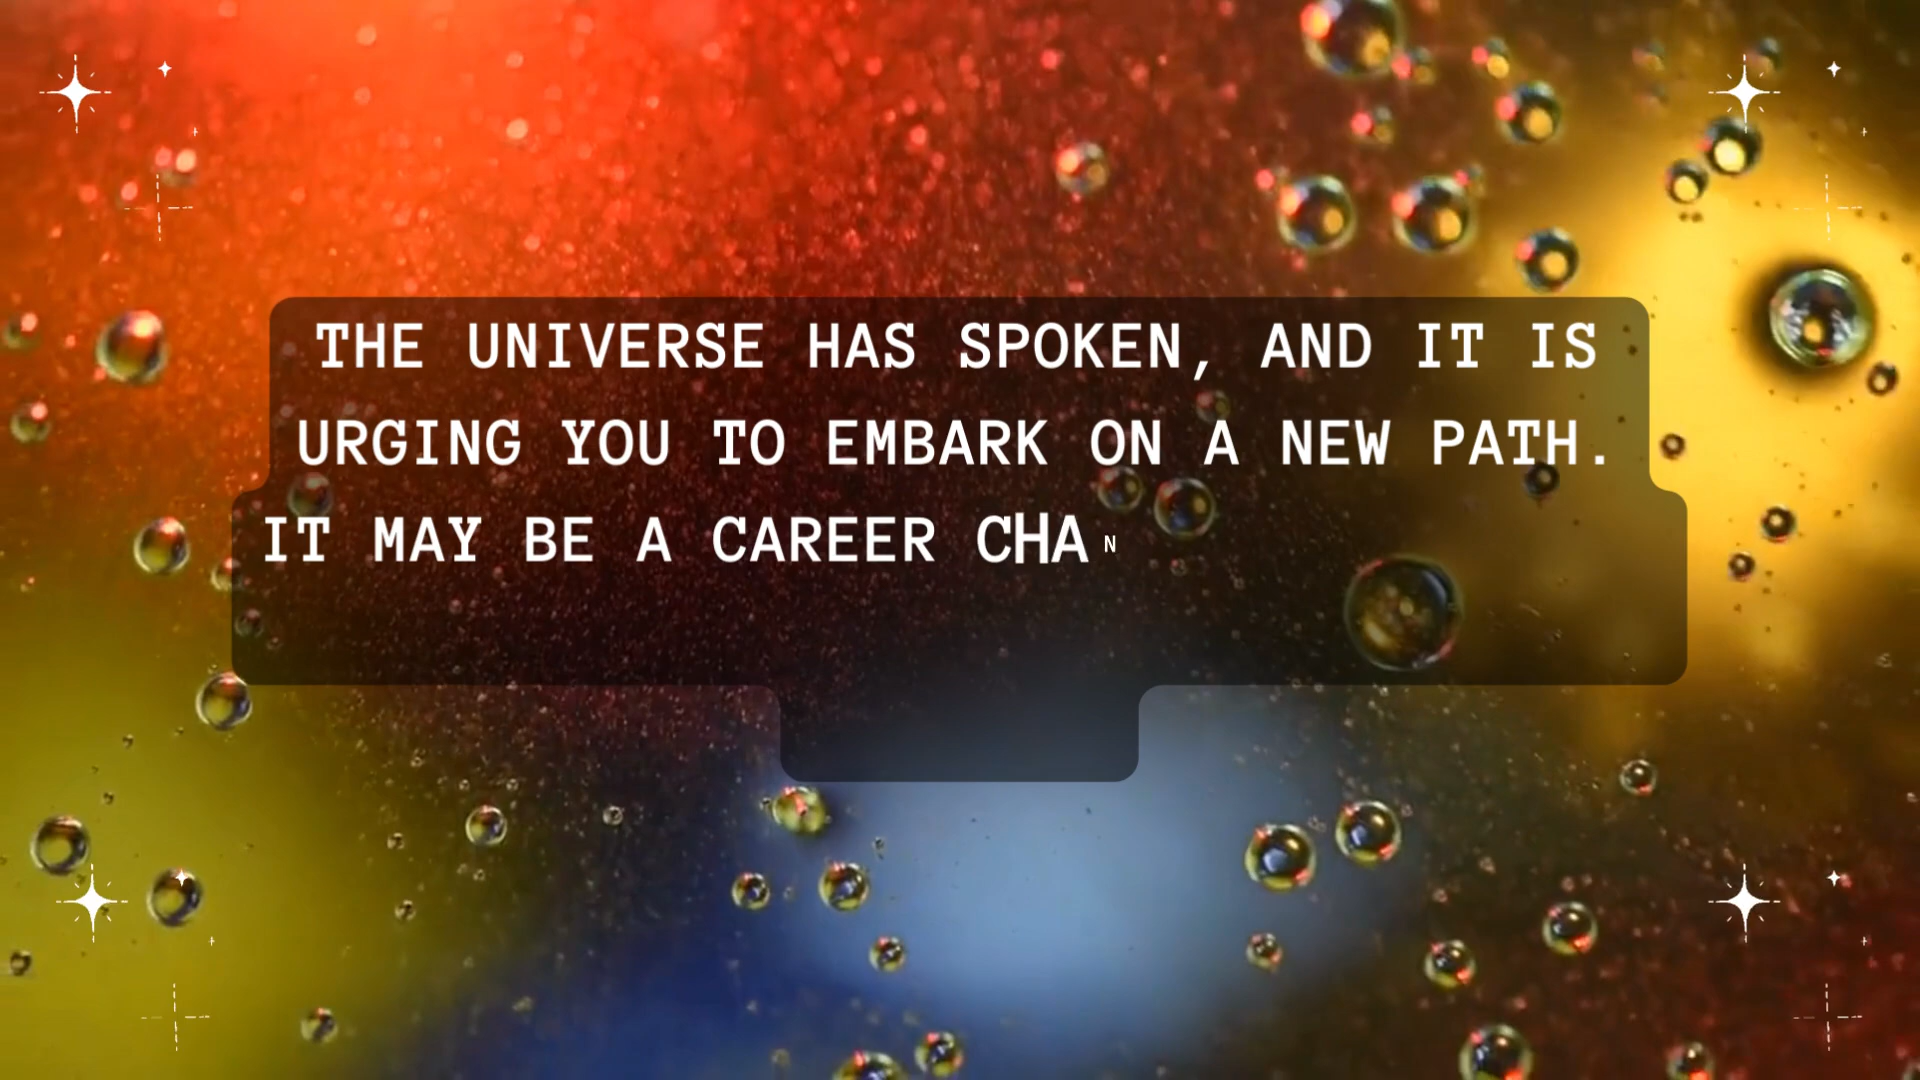 THE UNIVERSE HAS SPOKEN, AND IT IS
URGING YOU TO EMBARK ON A NEW PATH.
IT MAY BE A CAREER CHAN